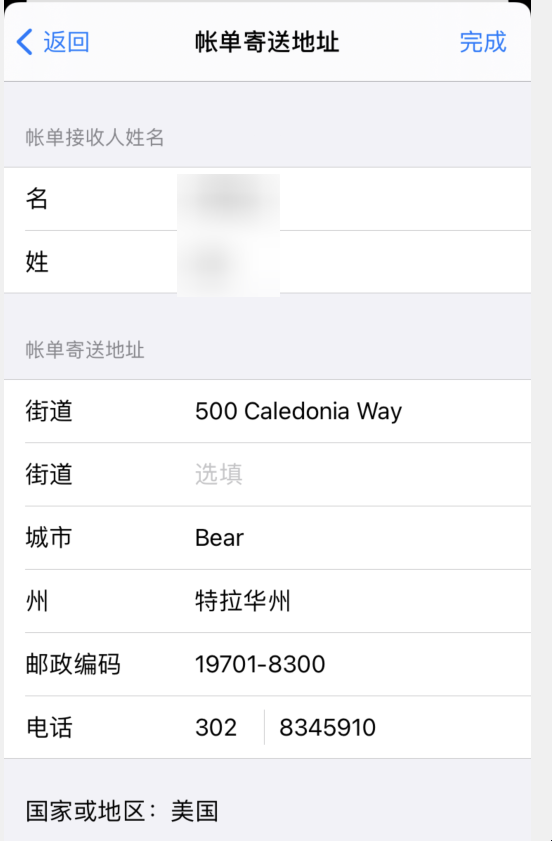 返回 帐单寄送地址 完成
帐单接收人姓名
名
姓
帐单寄送地址
街道 500 Caledonia Way
街道 选填
城市 Bear
州 特拉华州
邮政编码 19701-8300
电话 302 8345910
国家或地区：美国